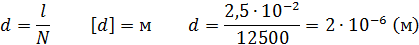 d = l/N   [d] = м   d = 2,5 · 10⁻²/12500 = 2 · 10⁻⁶ (м)